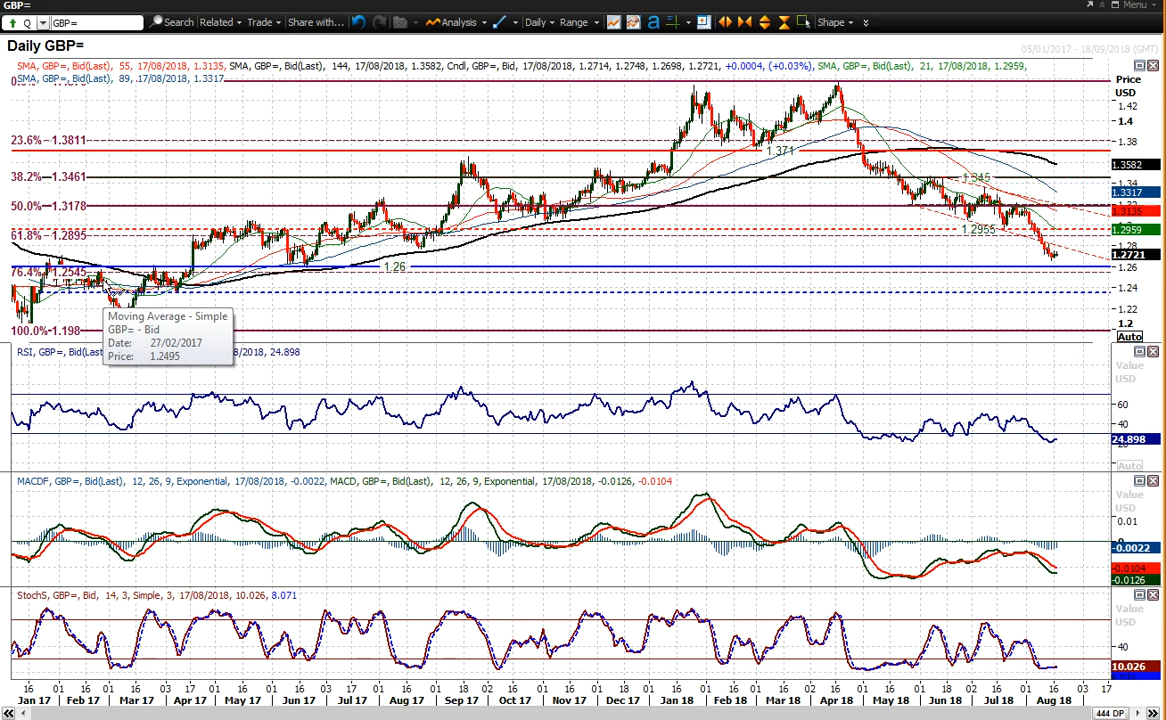 GBP=
Menu
Q GBP= Search Related Trade Share with... Analysis Daily Range a Shape
Daily GBP=
05/01/2017 - 18/09/2018 (GMT)
SMA, GBP=, Bid(Last), 55, 17/08/2018, 1.3135, SMA, GBP=, Bid(Last), 144, 17/08/2018, 1.3582, Cndl, GBP=, Bid, 17/08/2018, 1.2714, 1.2748, 1.2698, 1.2721, +0.0004, (+0.03%), SMA, GBP=, Bid(Last), 21, 17/08/2018, 1.2959,
SMA, GBP=, Bid(Last), 89, 17/08/2018, 1.3317
Price
USD
1.42
1.4
23.6% 1.3811
1.38
1.371
1.3582
38.2% 1.3461
1.345
1.34
1.3317
50.0% 1.3178
1.3135
61.8% 1.2895
1.2955
1.2959
1.28
1.2721
76.4% 1.2545
1.26
1.26
1.24
1.22
1.2
100.0% 1.198
Auto
Moving Average - Simple
GBP= - Bid
Date: 27/02/2017
Price: 1.2495
RSI, GBP=, Bid(Last
8/2018, 24.898
Value
USD
60
40
24.898
Auto
MACDF, GBP=, Bid(Last), 12, 26, 9, Exponential, 17/08/2018, -0.0022, MACD, GBP=, Bid(Last), 12, 26, 9, Exponential, 17/08/2018, -0.0126, -0.0104
Value
USD
0.01
-0.0022
-0.0104
-0.0126
StochS, GBP=, Bid, 14, 3, Simple, 3, 17/08/2018, 10.026, 8.071
Value
USD
40
10.026
16 01 16 01 16 03 17 01 16 01 16 03 17 01 16 01 18 02 16 01 16 01 18 01 16 01 16 01 16 02 16 01 16 01 18 02 16 01 16 03 17
Jan 17 Feb 17 Mar 17 Apr 17 May 17 Jun 17 Jul 17 Aug 17 Sep 17 Oct 17 Nov 17 Dec 17 Jan 18 Feb 18 Mar 18 Apr 18 May 18 Jun 18 Jul 18 Aug 18
444 DP